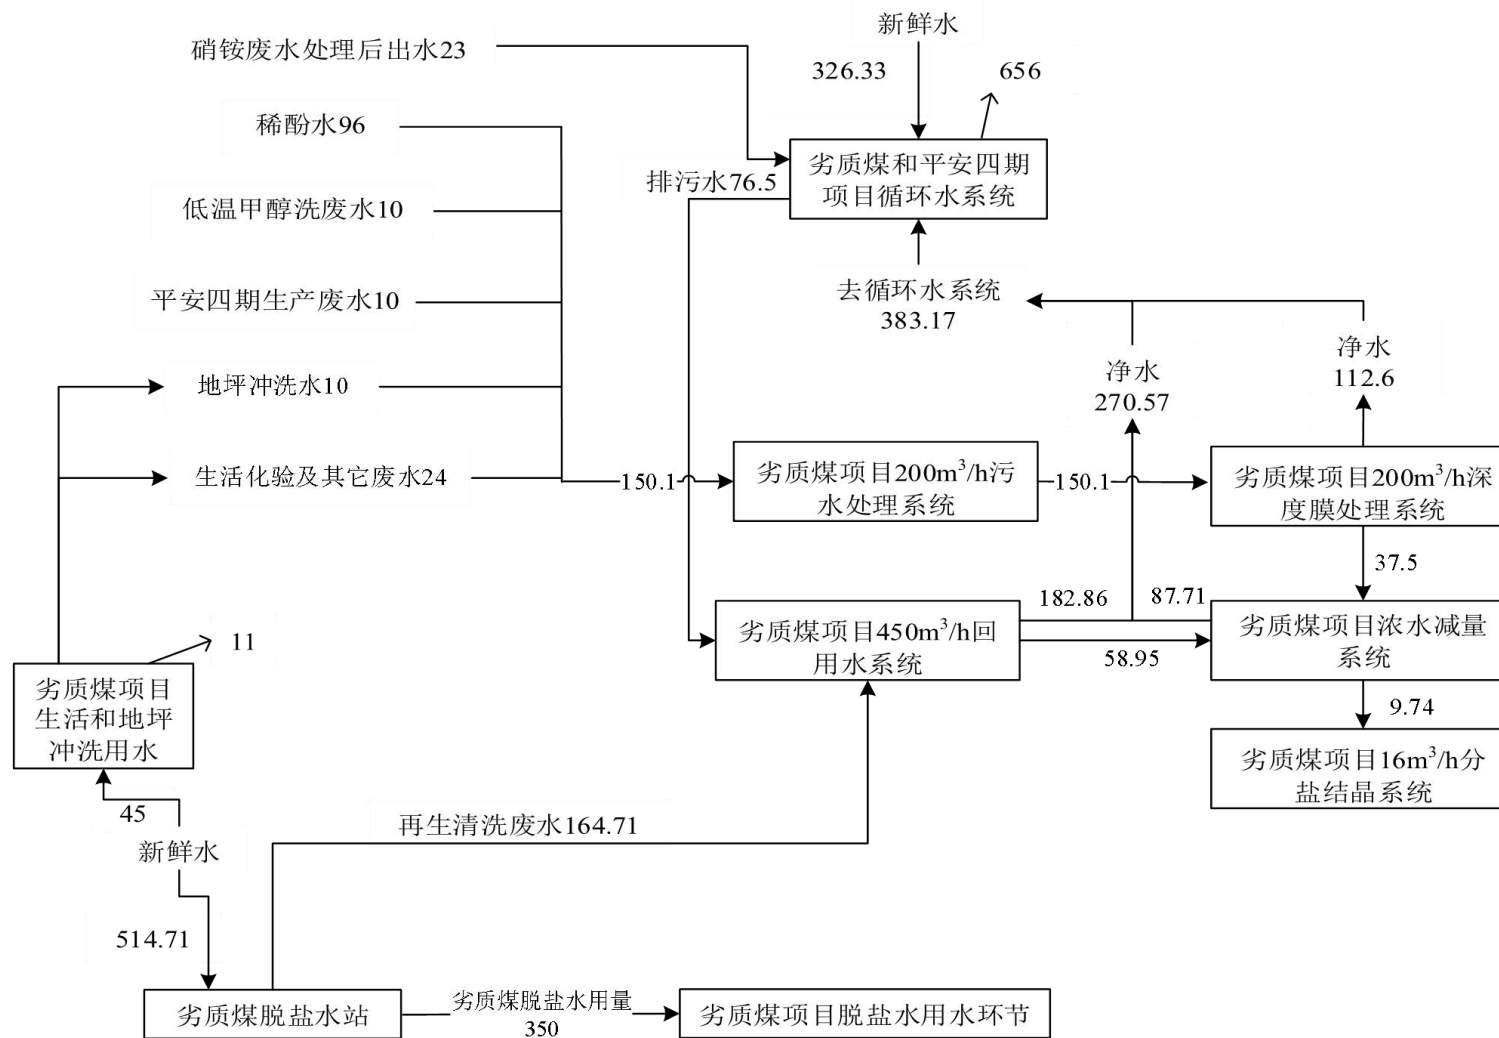 新鲜水
硝铵废水处理后出水23
326.33
656
稀酚水96
劣质煤和平安四期
项目循环水系统
排污水76.5
低温甲醇洗废水10
平安四期生产废水10
去循环水系统
383.17
净水
112.6
净水
270.57
地坪冲洗水10
生活化验及其它废水24
150.1
劣质煤项目200m³/h污
水处理系统
150.1
劣质煤项目200m³/h深
度膜处理系统
37.5
182.86
87.71
劣质煤项目450m³/h回
用水系统
58.95
劣质煤项目浓水减量
系统
11
劣质煤项目
生活和地坪
冲洗用水
9.74
劣质煤项目16m³/h分
盐结晶系统
45
新鲜水
再生清洗废水164.71
514.71
劣质煤脱盐水站
劣质煤脱盐水用量
350
劣质煤项目脱盐水用水环节